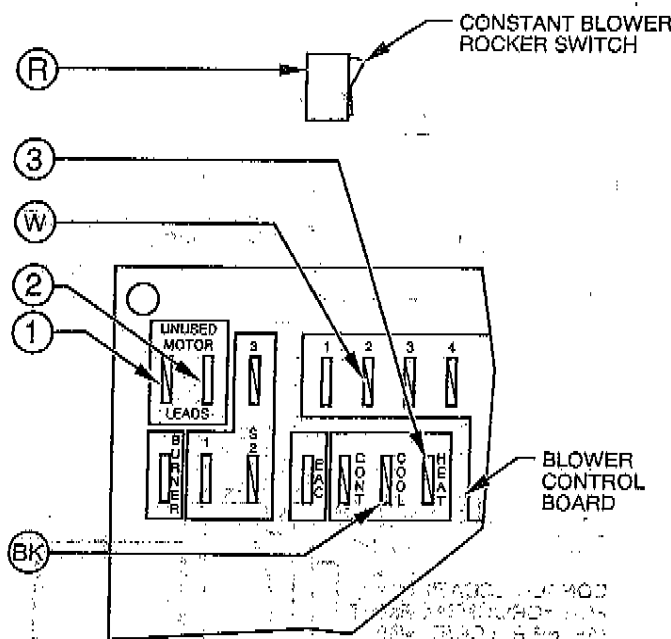 CONSTANT BLOWER
ROCKER SWITCH
R
3
W
2
1
UNUSED
MOTOR
LEADS
3
1 2 3 4
BURNER
1
EAC
CONT
COOL
HEAT
BLOWER
CONTROL
BOARD
BK